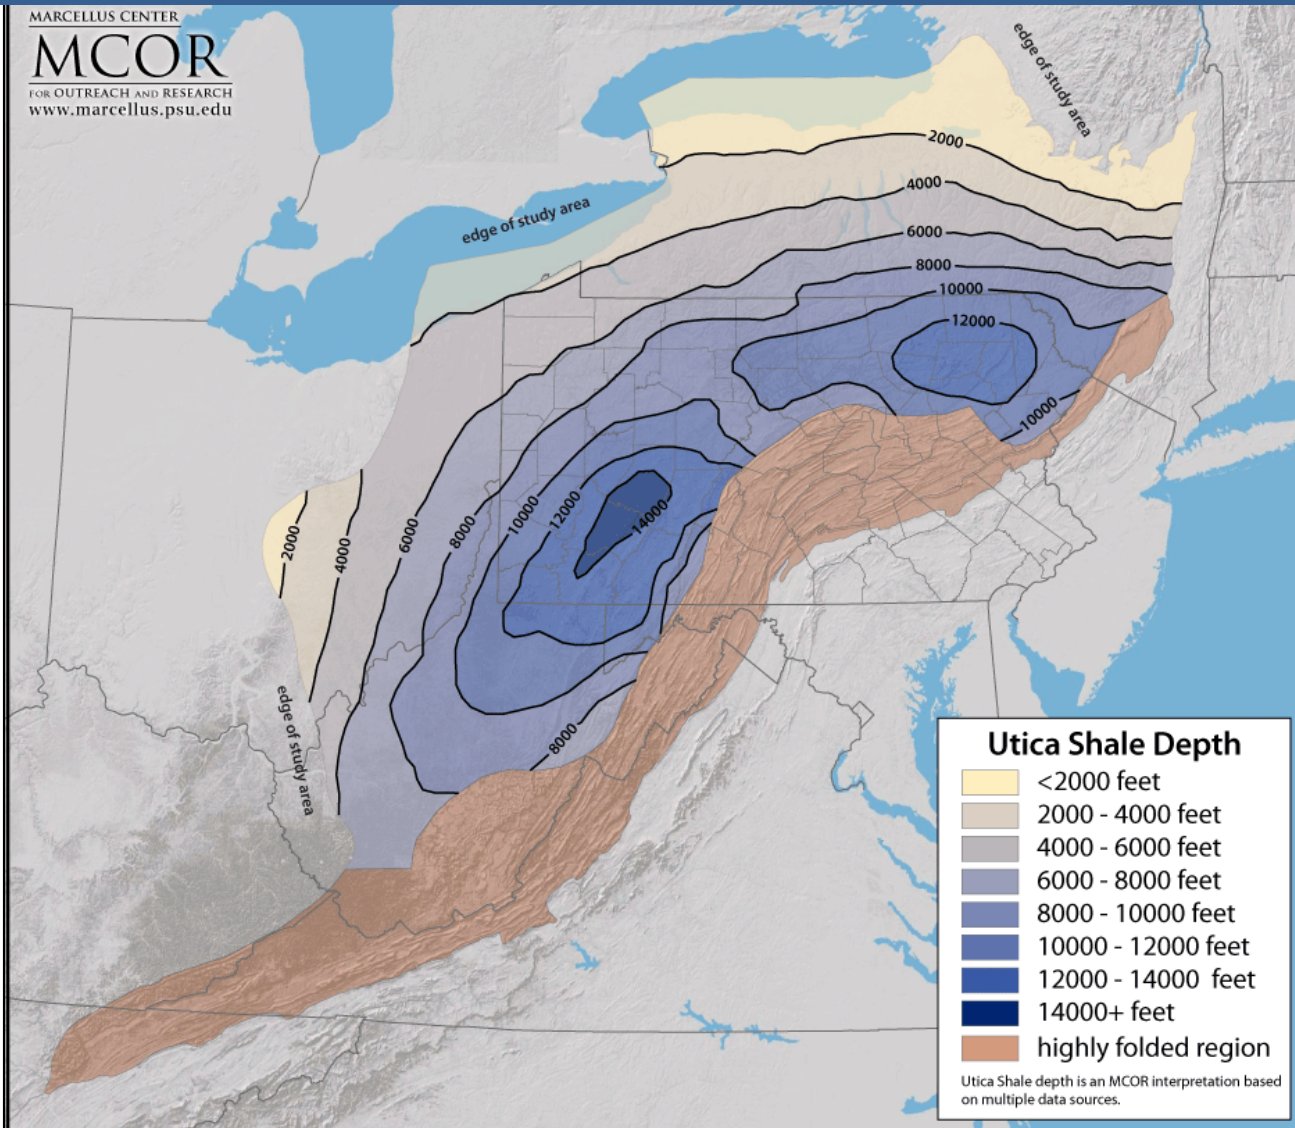 MARCELLUS CENTER
MCOR
FOR OUTREACH AND RESEARCH
www.marcellus.psu.edu
edge of study area
2000
4000
edge of study area
6000
8000
10000
12000
10000
2000
4000
6000
8000
10000
12000
14000
edge of study area
8000
Utica Shale Depth
<2000 feet
2000 - 4000 feet
4000 - 6000 feet
6000 - 8000 feet
8000 - 10000 feet
10000 - 12000 feet
12000 - 14000 feet
14000+ feet
highly folded region
Utica Shale depth is an MCOR interpretation based
on multiple data sources.